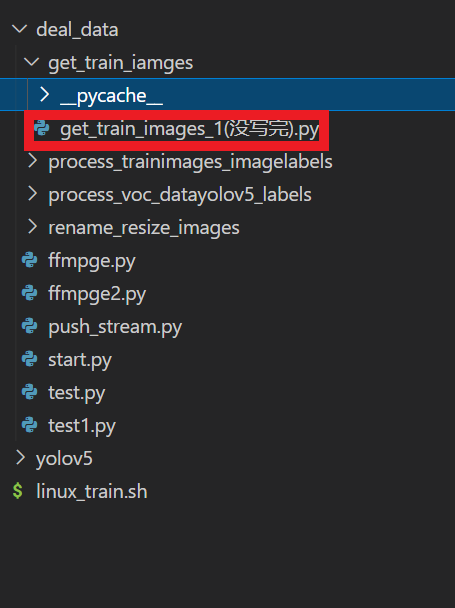 deal_data
get_train_iamges
__pycache__
get_train_images_1(没写完).py
process_trainimages_imagelabels
process_voc_datayolov5_labels
rename_resize_images
ffmpge.py
ffmpge2.py
push_stream.py
start.py
test.py
test1.py
yolov5
$ linux_train.sh